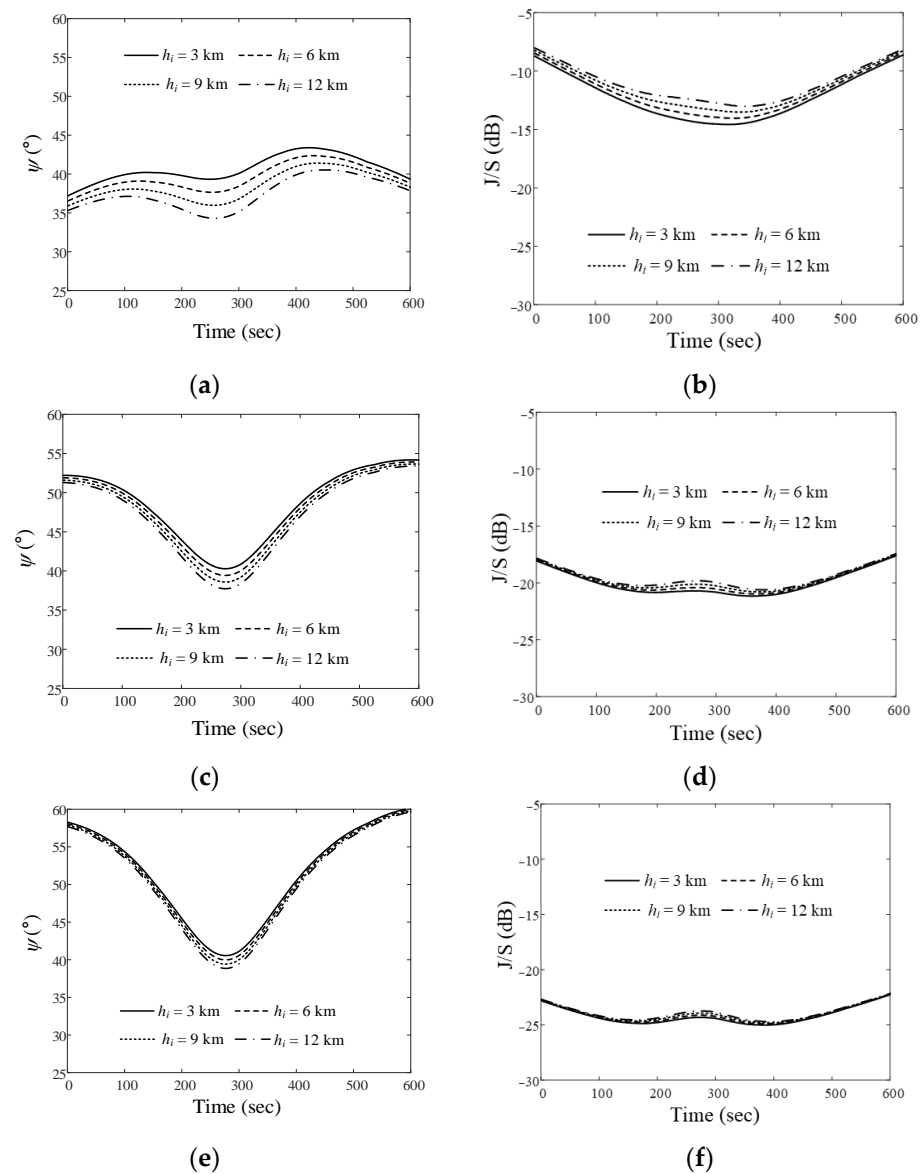 60
55
50
45
40
35
30
25
ψ (°)
hi = 3 km hi = 6 km
hi = 9 km hi = 12 km
0 100 200 300 400 500 600
Time (sec)
(a)
−5
−10
−15
−20
−25
−30
J/S (dB)
hi = 3 km hi = 6 km
hi = 9 km hi = 12 km
0 100 200 300 400 500 600
Time (sec)
(b)
60
55
50
45
40
35
30
25
ψ (°)
hi = 3 km hi = 6 km
hi = 9 km hi = 12 km
0 100 200 300 400 500 600
Time (sec)
(c)
−5
−10
−15
−20
−25
−30
J/S (dB)
hi = 3 km hi = 6 km
hi = 9 km hi = 12 km
0 100 200 300 400 500 600
Time (sec)
(d)
60
55
50
45
40
35
30
25
ψ (°)
hi = 3 km hi = 6 km
hi = 9 km hi = 12 km
0 100 200 300 400 500 600
Time (sec)
(e)
−5
−10
−15
−20
−25
−30
J/S (dB)
hi = 3 km hi = 6 km
hi = 9 km hi = 12 km
0 100 200 300 400 500 600
Time (sec)
(f)